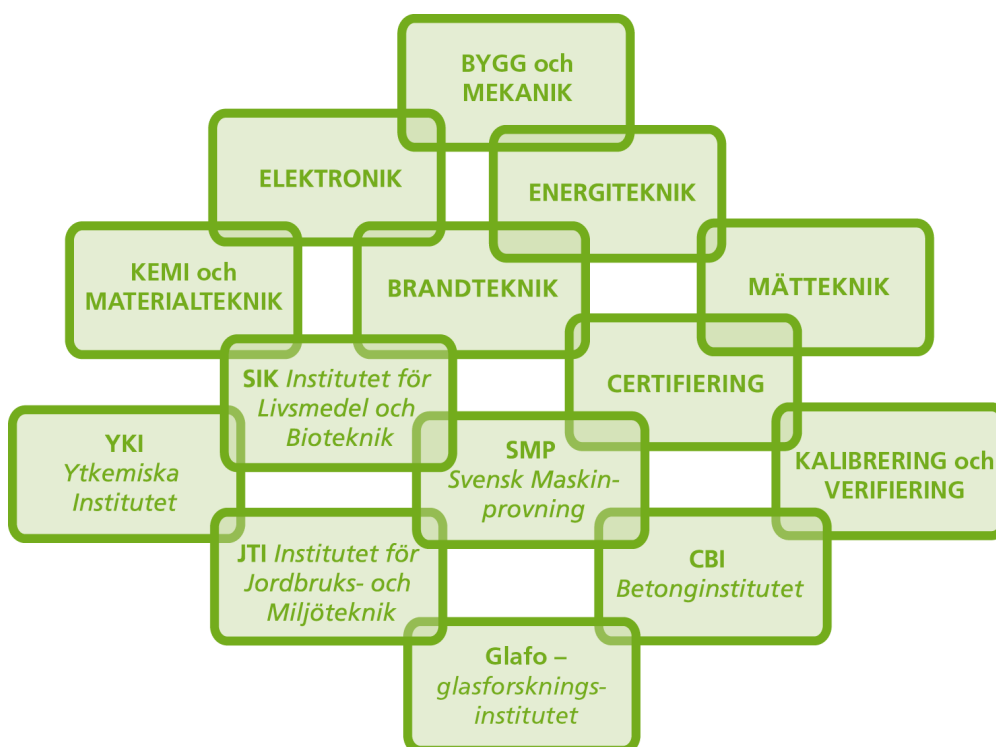 BYGG och
MEKANIK
ELEKTRONIK
ENERGITEKNIK
KEMI och
MATERIALTEKNIK
BRANDTEKNIK
MÄTTEKNIK
SIK Institutet för
Livsmedel och
Bioteknik
CERTIFIERING
YKI
Ytkemiska
Institutet
SMP
Svensk Maskin-
provning
KALIBRERING och
VERIFIERING
JTI Institutet för
Jordbruks- och
Miljöteknik
CBI
Betonginstitutet
Glafo –
glasforsknings-
institutet